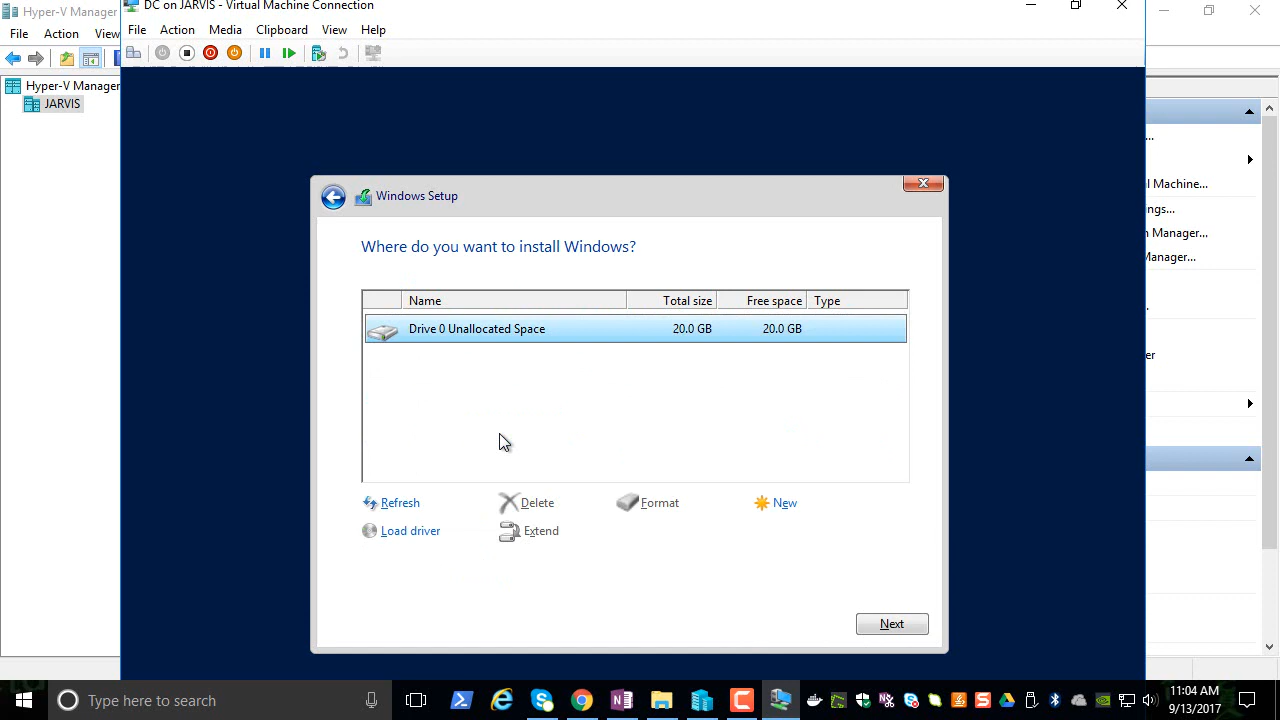 Hyper-V Manager
DC on JARVIS - Virtual Machine Connection
File Action View
File Action Media View Clipboard Help
Hyper-V Manager
JARVIS
Windows Setup
Where do you want to install Windows?
Name Total size Free space Type
Drive 0 Unallocated Space 20.0 GB 20.0 GB
Refresh Delete Format New
Load driver Extend
Next
...
l Machine...
ngs...
n Manager...
Manager...
.
er
Type here to search
11:04 AM
9/13/2017